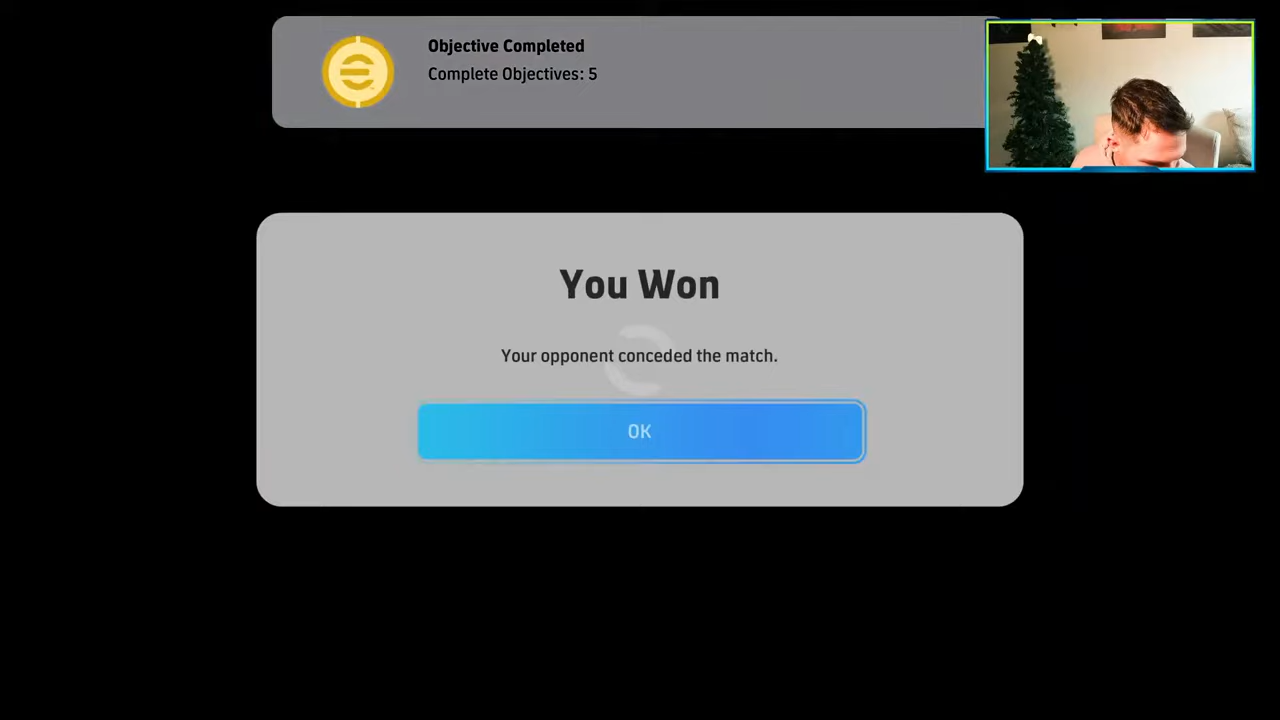 Objective Completed
Complete Objectives: 5
You Won
Your opponent conceded the match.
OK